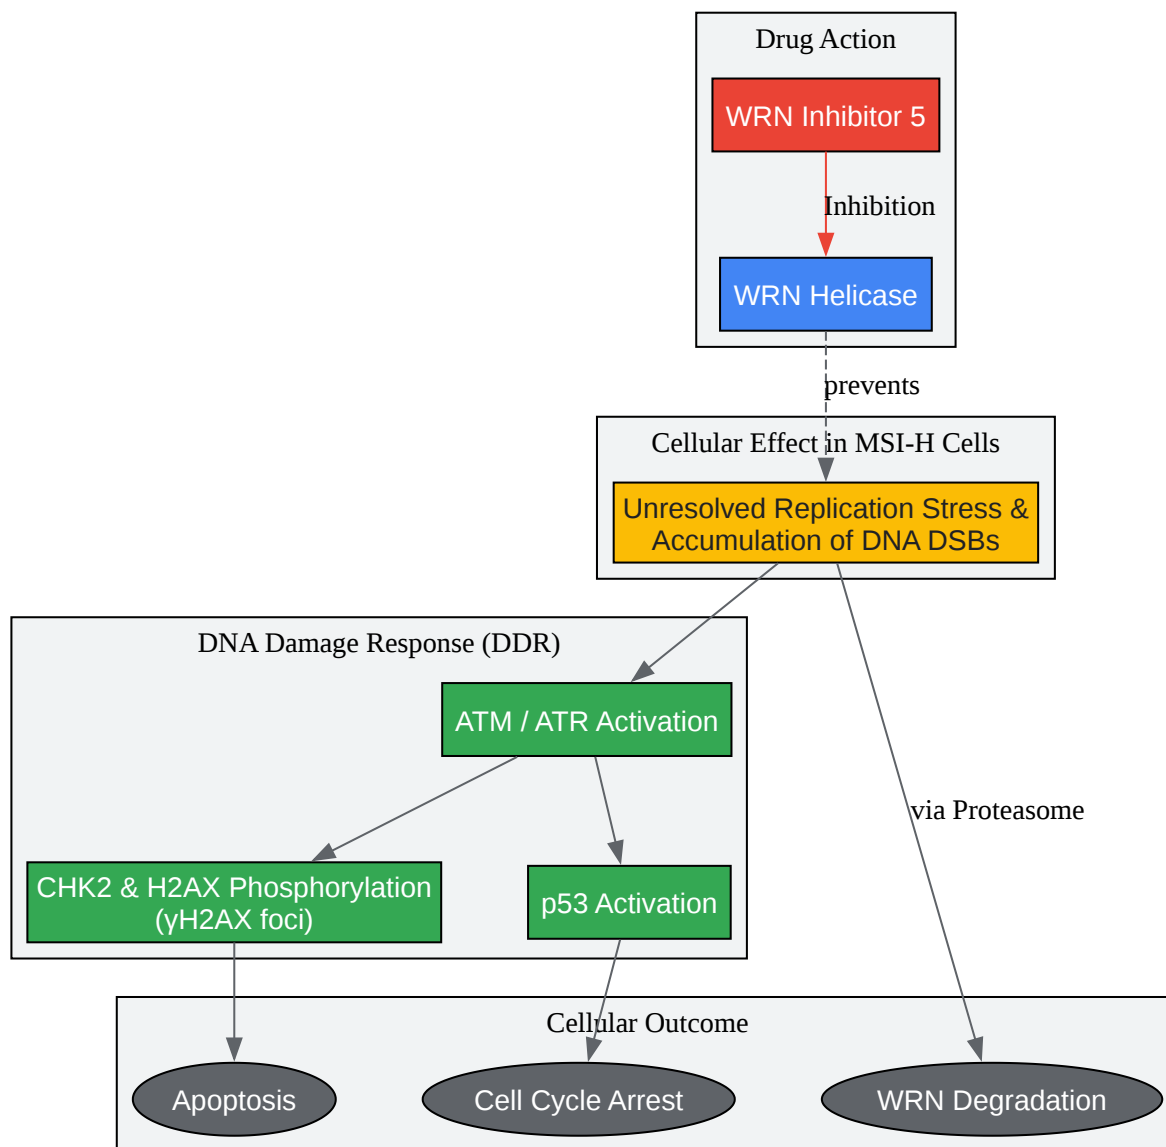 Drug Action
WRN Inhibitor 5
Inhibition
WRN Helicase
prevents
Cellular Effect in MSI-H Cells
Unresolved Replication Stress &
Accumulation of DNA DSBs
DNA Damage Response (DDR)
ATM / ATR Activation
via Proteasome
CHK2 & H2AX Phosphorylation
(γH2AX foci)
p53 Activation
Cellular Outcome
Apoptosis
Cell Cycle Arrest
WRN Degradation